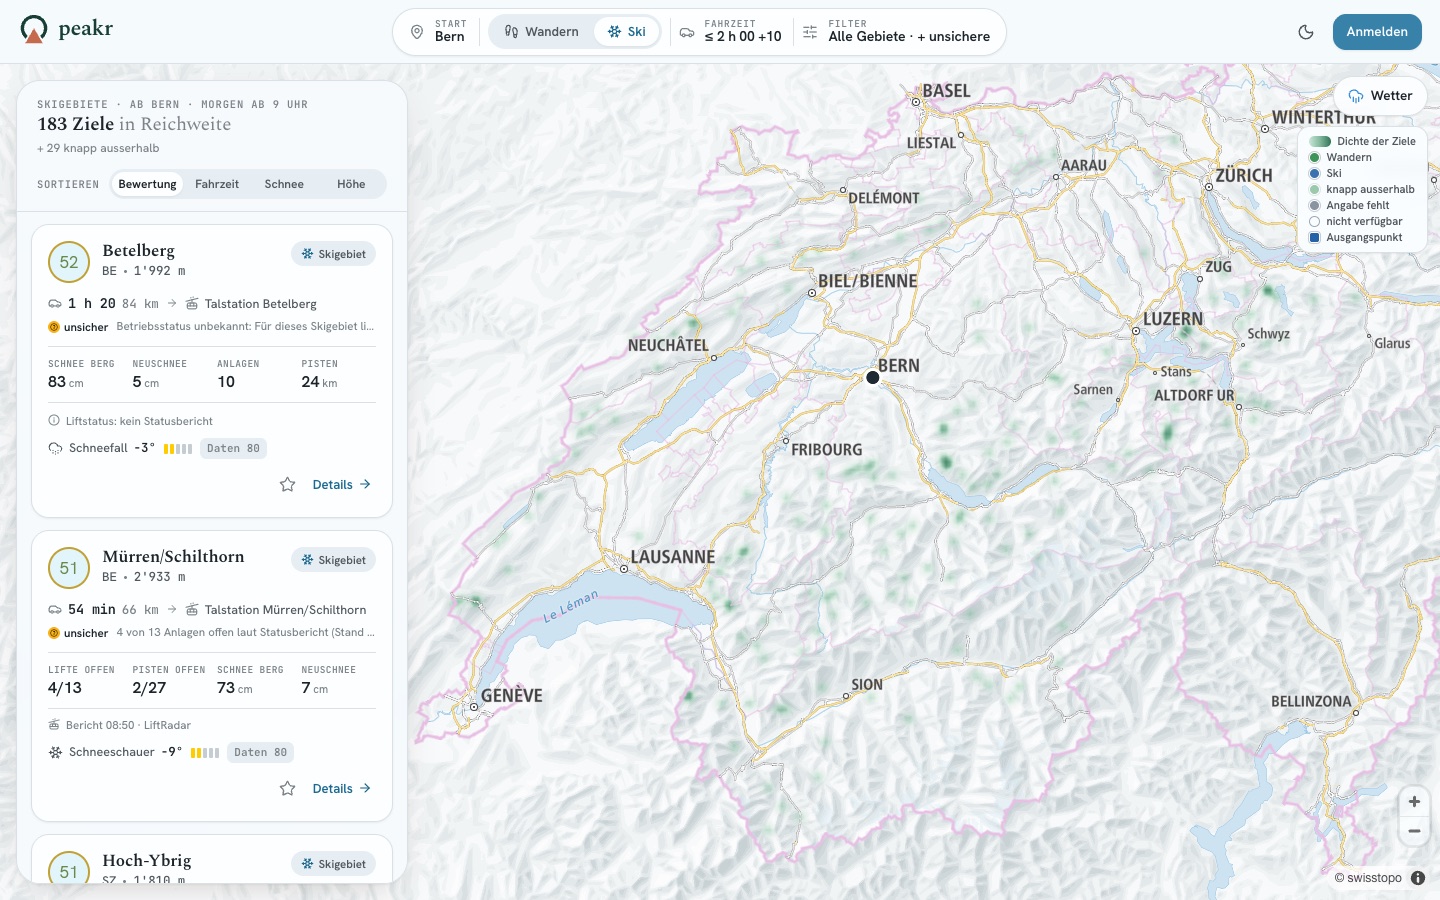 peakr
START
Bern
Wandern
Ski
FAHRZEIT
≤ 2 h 00 +10
FILTER
Alle Gebiete · + unsichere
Anmelden
SKIGEBIETE · AB BERN · MORGEN AB 9 UHR
183 Ziele in Reichweite
+ 29 knapp ausserhalb
SORTIEREN
Bewertung
Fahrzeit
Schnee
Höhe
52
Betelberg
BE • 1'992 m
Skigebiet
1 h 20 84 km → Talstation Betelberg
unsicher Betriebsstatus unbekannt: Für dieses Skigebiet li...
SCHNEE BERG
NEUSCHNEE
ANLAGEN
PISTEN
83 cm
5 cm
10
24 km
Liftstatus: kein Statusbericht
Schneefall -3° Daten 80
Details →
51
Mürren/Schilthorn
BE • 2'933 m
Skigebiet
54 min 66 km → Talstation Mürren/Schilthorn
unsicher 4 von 13 Anlagen offen laut Statusbericht (Stand ...
LIFTE OFFEN
PISTEN OFFEN
SCHNEE BERG
NEUSCHNEE
4/13
2/27
73 cm
7 cm
Bericht 08:50 · LiftRadar
Schneeschauer -9° Daten 80
Details →
51
Hoch-Ybrig
SZ • 1'810 m
Skigebiet
Wetter
Dichte der Ziele
Wandern
Ski
knapp ausserhalb
Angabe fehlt
nicht verfügbar
Ausgangspunkt
BASEL
WINTERTHUR
LIESTAL
AARAU
ZÜRICH
DELÉMONT
ZUG
BIEL/BIENNE
LUZERN
Schwyz
NEUCHÂTEL
Glarus
BERN
Stans
Sarnen
ALTDORF UR
FRIBOURG
LAUSANNE
Le Léman
SION
GENÈVE
BELLINZONA
+
−
© swisstopo